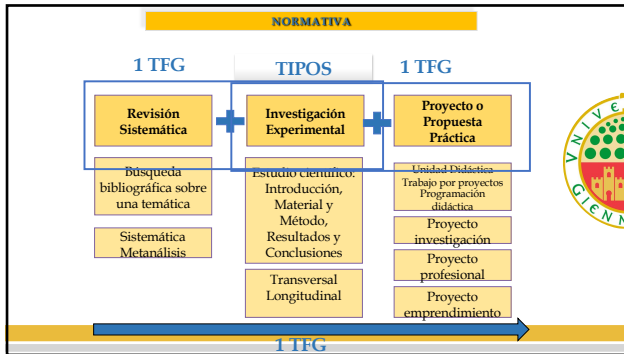 NORMATIVA
1 TFG
TIPOS
1 TFG
Revisión
Sistemática
Investigación
Experimental
Proyecto o
Propuesta
Práctica
Búsqueda
bibliográfica sobre
una temática
Sistemática
Metanálisis
Estudio científico:
Introducción,
Material y
Método,
Resultados y
Conclusiones
Transversal
Longitudinal
Unidad Didáctica
Trabajo por proyectos
Programación
didáctica
Proyecto
investigación
Proyecto
profesional
Proyecto
emprendimiento
1 TFG
VNIVE
GIENN